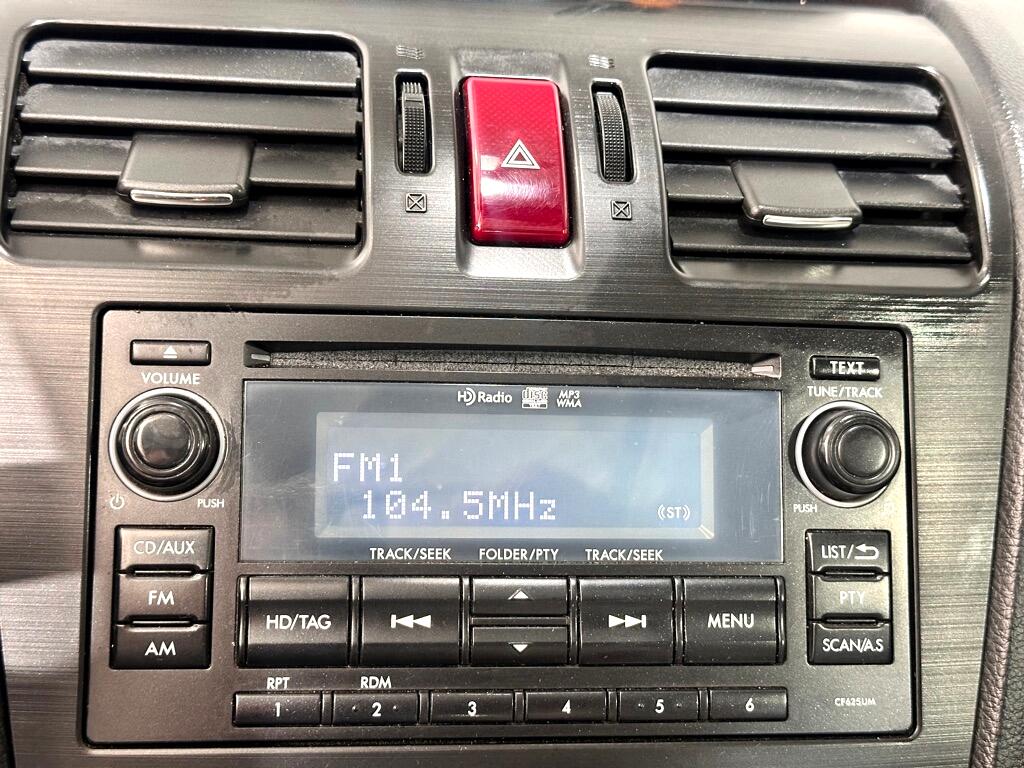 TEXT
VOLUME
TUNE/TRACK
HD Radio
MP3
WMA
FM1
104.5MHz
(ST)
PUSH
PUSH
TRACK/SEEK FOLDER/PTY TRACK/SEEK
CD/AUX
LIST/
FM
PTY
HD/TAG
MENU
AM
SCAN/A.S
RPT RDM
1 2 3 4 5 6
CF625UM